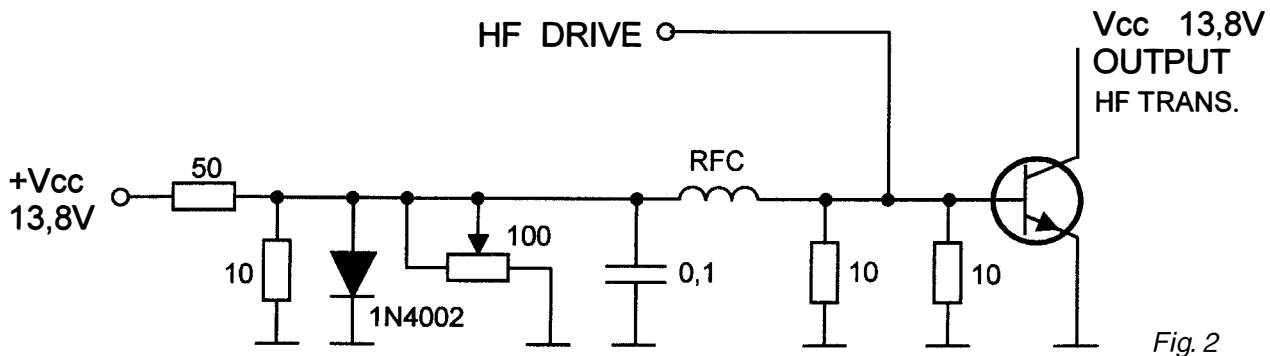 HF DRIVE
Vcc 13,8V
OUTPUT
HF TRANS.
+Vcc
13,8V
50
RFC
10
1N4002
100
0,1
10
10
Fig. 2